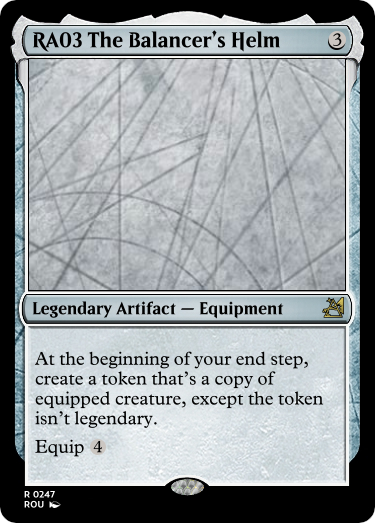 RA03 The Balancer's Helm 3
Legendary Artifact — Equipment
At the beginning of your end step,
create a token that's a copy of
equipped creature, except the token
isn't legendary.
Equip 4
R 0247
ROU